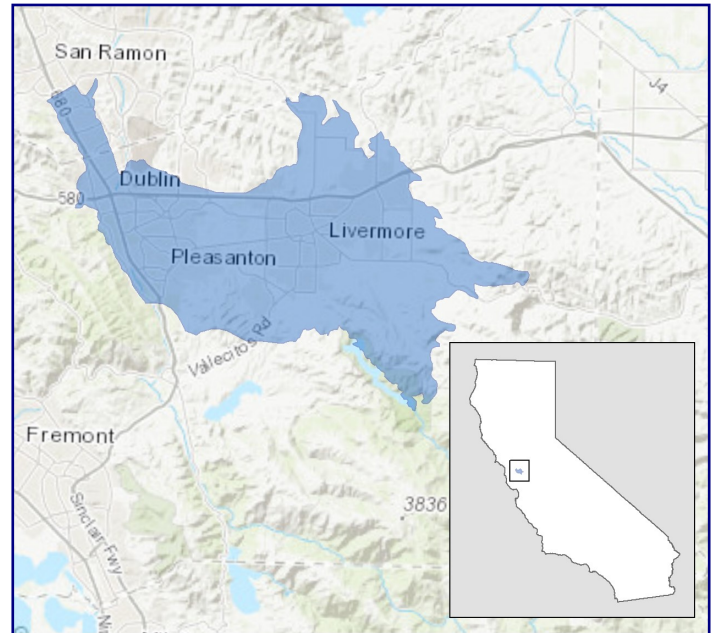 San Ramon
J4
680
Dublin
580
Livermore
Pleasanton
Vallecitos Rd
Fremont
3836
Sinclair Fwy